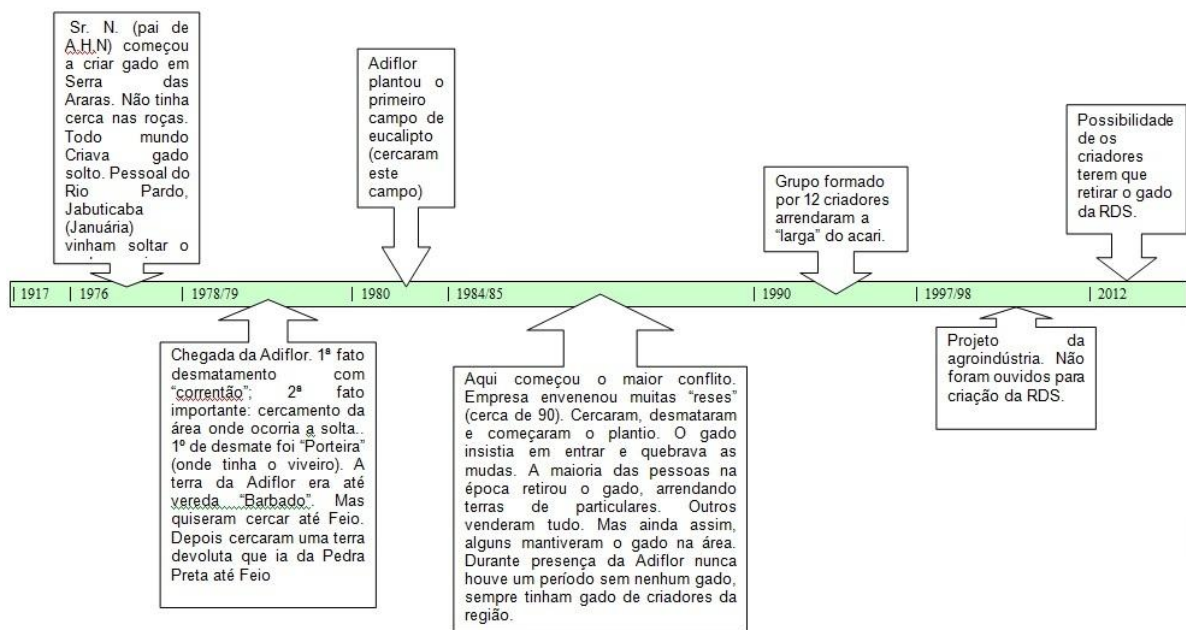 Sr. N. (pai de
A.H.N) começou
a criar gado em
Serra das
Araras. Não tinha
cerca nas roças.
Todo mundo
Criava gado
solto. Pessoal do
Rio Pardo,
Jabuticaba
(Januária)
vinham soltar o
Adiflor
plantou o
primeiro
campo de
eucalipto
(cercaram
este
campo)
Grupo formado
por 12 criadores
arrendaram a
“larga” do acari.
Possibilidade
de os
criadores
terem que
retirar o gado
da RDS.
| 1917 | 1976 | 1978/79 | 1980 | 1984/85 | 1990 | 1997/98 | 2012
Chegada da Adiflor. 1ª fato
desmatamento com
“correntão”; 2ª fato
importante: cercamento da
área onde ocorria a solta..
1º de desmate foi “Porteira”
(onde tinha o viveiro). A
terra da Adiflor era até
vereda “Barbado”. Mas
quiseram cercar até Feio.
Depois cercaram uma terra
devoluta que ia da Pedra
Preta até Feio
Aqui começou o maior conflito.
Empresa envenenou muitas “reses”
(cerca de 90). Cercaram, desmataram
e começaram o plantio. O gado
insistia em entrar e quebrava as
mudas. A maioria das pessoas na
época retirou o gado, arrendando
terras de particulares. Outros
venderam tudo. Mas ainda assim,
alguns mantiveram o gado na área.
Durante presença da Adiflor nunca
houve um período sem nenhum gado,
sempre tinham gado de criadores da
região.
Projeto da
agroindústria. Não
foram ouvidos para
criação da RDS.